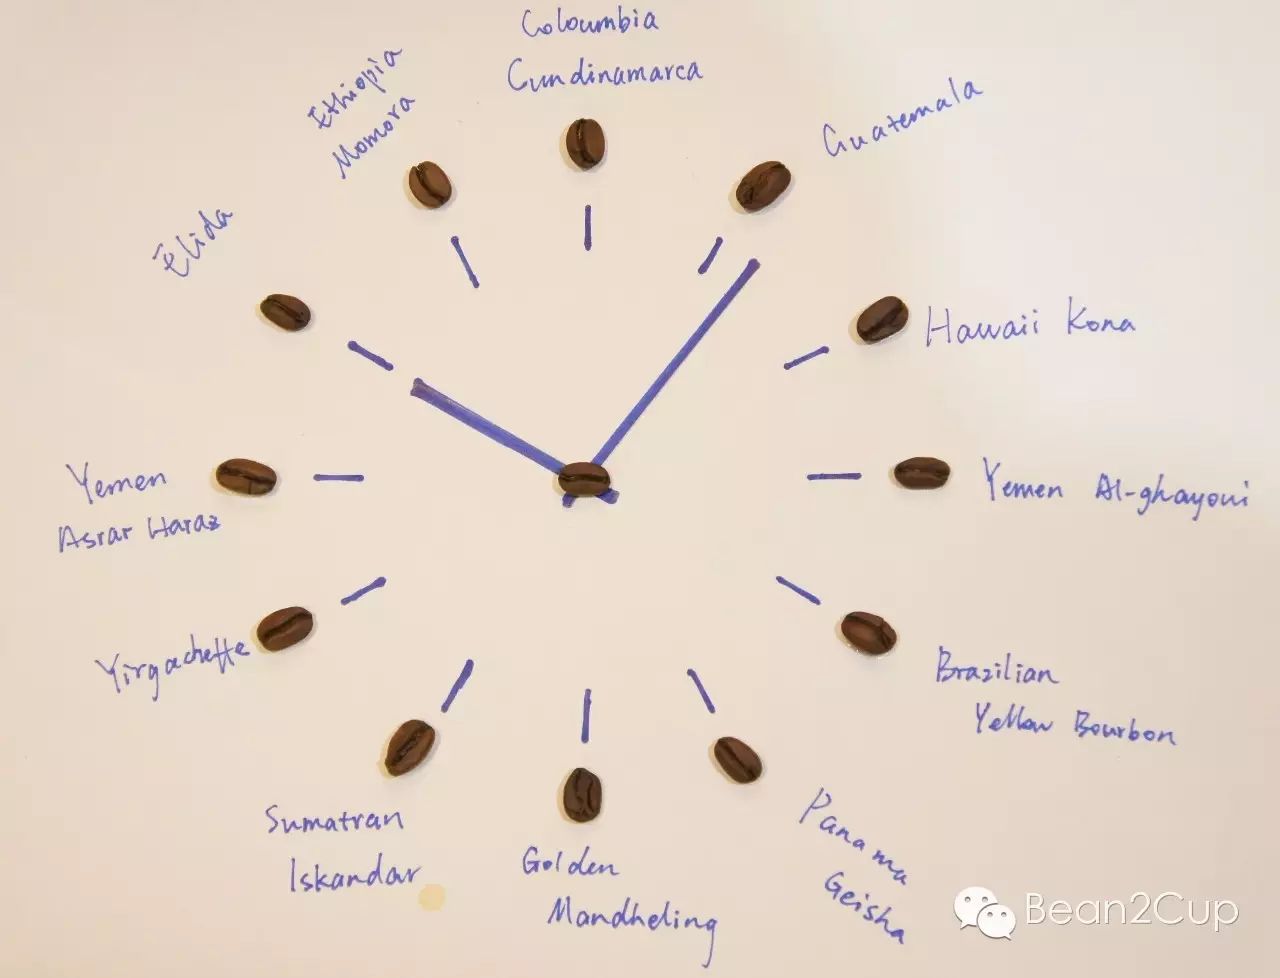 Coloumbia
Cundinamarca
Guatemala
Hawaii Kona
Yemen Al-ghayoui
Brazilian
Yellow Bourbon
Panama
Geisha
Golden
Mandheling
Sumatran
Iskandar
Yirgacheffe
Yemen
Asrar Haraz
Elida
Ethiopia
Momora
Bean2Cup